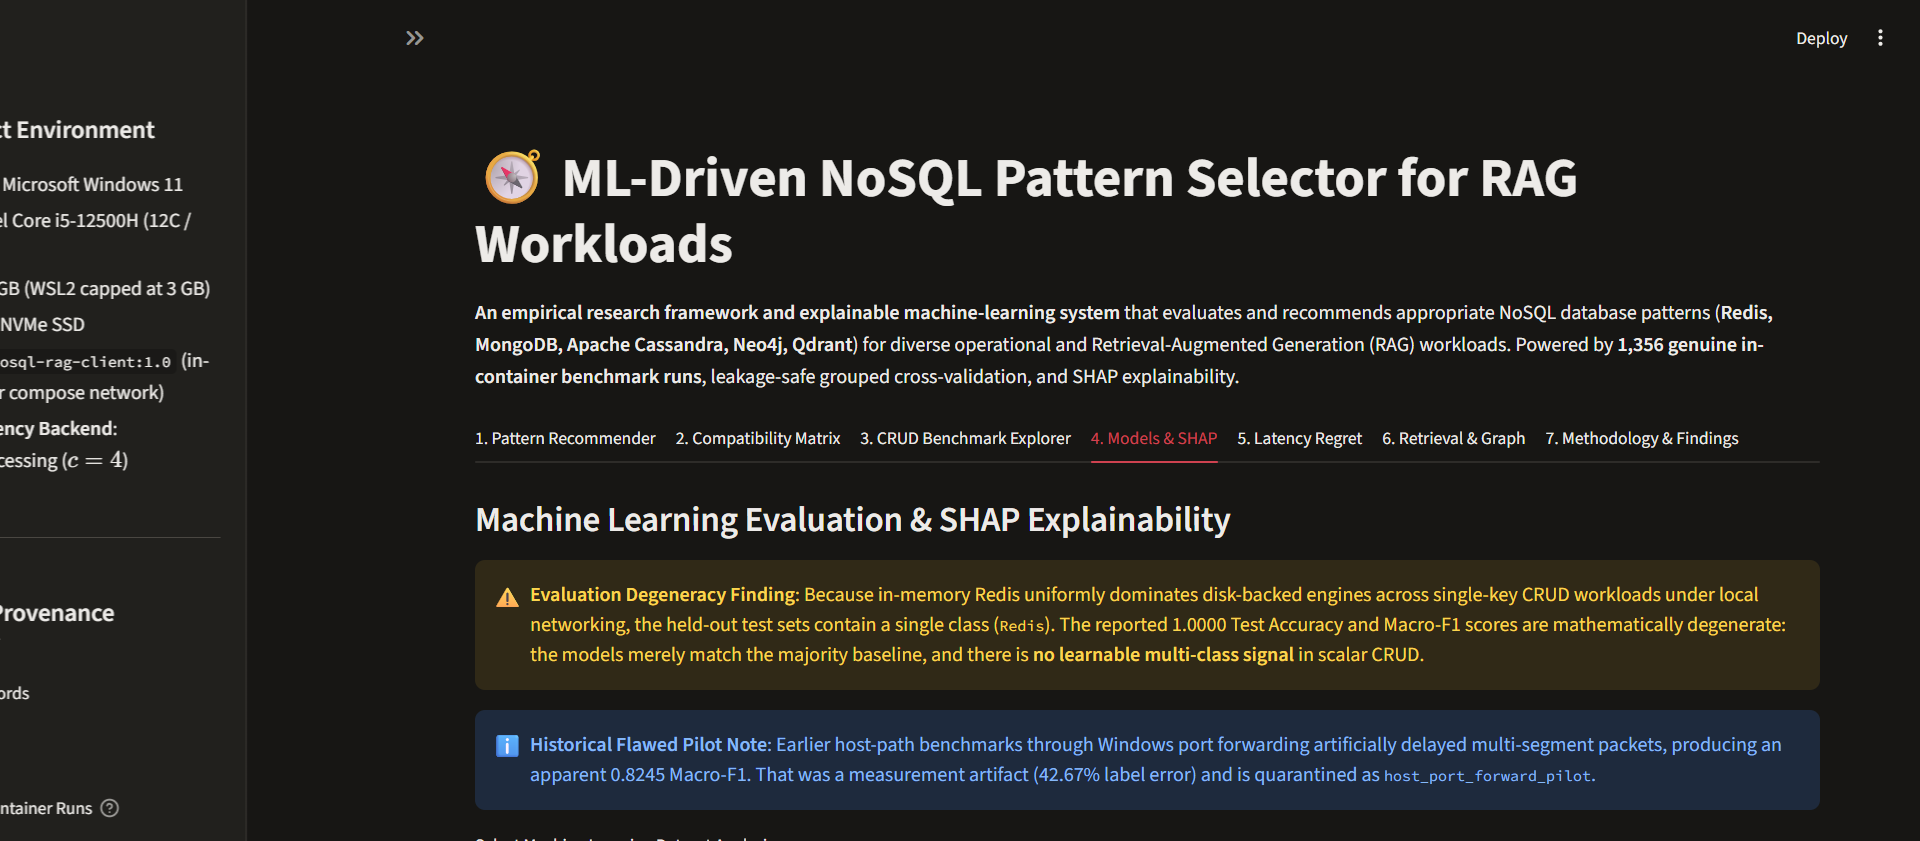 ct Environment
Microsoft Windows 11
el Core i5-12500H (12C /
GB (WSL2 capped at 3 GB)
NVMe SSD
osql-rag-client:1.0 (in-
r compose network)
ency Backend:
cessing (c = 4)
Provenance
ords
ntainer Runs
Deploy
ML-Driven NoSQL Pattern Selector for RAG
Workloads
An empirical research framework and explainable machine-learning system that evaluates and recommends appropriate NoSQL database patterns (Redis,
MongoDB, Apache Cassandra, Neo4j, Qdrant) for diverse operational and Retrieval-Augmented Generation (RAG) workloads. Powered by 1,356 genuine in-
container benchmark runs, leakage-safe grouped cross-validation, and SHAP explainability.
1. Pattern Recommender 2. Compatibility Matrix 3. CRUD Benchmark Explorer 4. Models & SHAP 5. Latency Regret 6. Retrieval & Graph 7. Methodology & Findings
Machine Learning Evaluation & SHAP Explainability
Evaluation Degeneracy Finding: Because in-memory Redis uniformly dominates disk-backed engines across single-key CRUD workloads under local
networking, the held-out test sets contain a single class (Redis). The reported 1.0000 Test Accuracy and Macro-F1 scores are mathematically degenerate:
the models merely match the majority baseline, and there is no learnable multi-class signal in scalar CRUD.
Historical Flawed Pilot Note: Earlier host-path benchmarks through Windows port forwarding artificially delayed multi-segment packets, producing an
apparent 0.8245 Macro-F1. That was a measurement artifact (42.67% label error) and is quarantined as host_port_forward_pilot.